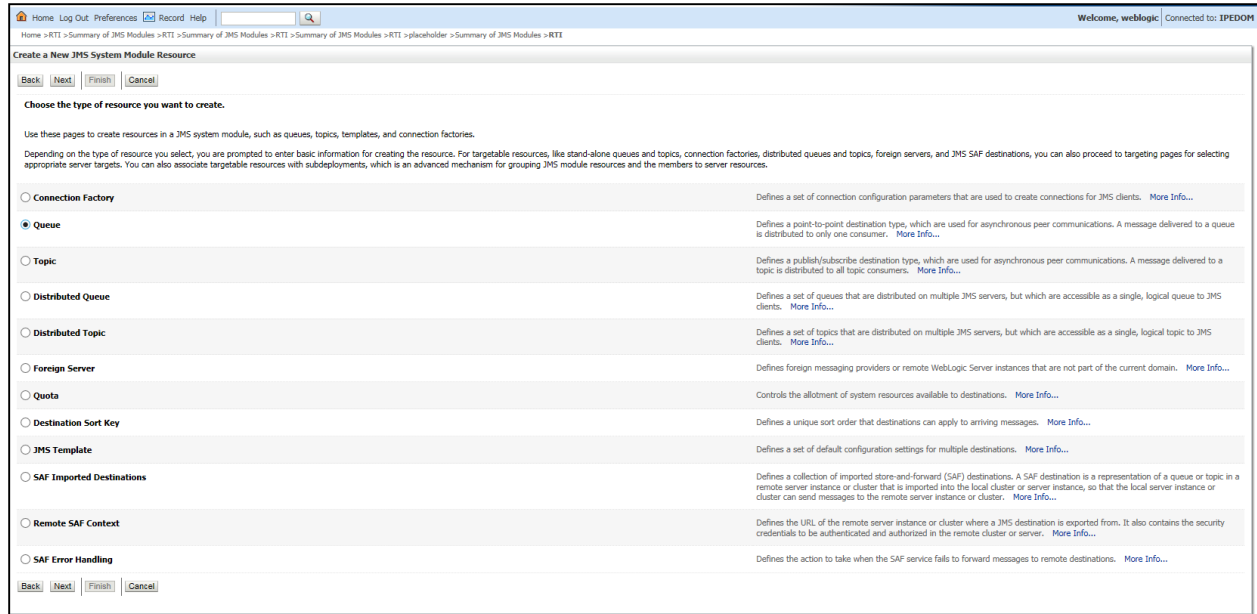 Home Log Out Preferences Record Help
Welcome, weblogic Connected to: IPEDOM
Home >RTI >Summary of JMS Modules >RTI >Summary of JMS Modules >RTI >Summary of JMS Modules >RTI >placeholder >Summary of JMS Modules >RTI
Create a New JMS System Module Resource
Back Next Finish Cancel
Choose the type of resource you want to create.
Use these pages to create resources in a JMS system module, such as queues, topics, templates, and connection factories.
Depending on the type of resource you select, you are prompted to enter basic information for creating the resource. For targetable resources, like stand-alone queues and topics, connection factories, distributed queues and topics, foreign servers, and JMS SAF destinations, you can also proceed to targeting pages for selecting
appropriate server targets. You can also associate targetable resources with subdeployments, which is an advanced mechanism for grouping JMS module resources and the members to server resources.
Connection Factory
Defines a set of connection configuration parameters that are used to create connections for JMS clients. More Info...
Queue
Defines a point-to-point destination type, which are used for asynchronous peer communications. A message delivered to a queue
is distributed to only one consumer. More Info...
Topic
Defines a publish/subscribe destination type, which are used for asynchronous peer communications. A message delivered to a
topic is distributed to all topic consumers. More Info...
Distributed Queue
Defines a set of queues that are distributed on multiple JMS servers, but which are accessible as a single, logical queue to JMS
clients. More Info...
Distributed Topic
Defines a set of topics that are distributed on multiple JMS servers, but which are accessible as a single, logical topic to JMS
clients. More Info...
Foreign Server
Defines foreign messaging providers or remote WebLogic Server instances that are not part of the current domain. More Info...
Quota
Controls the allotment of system resources available to destinations. More Info...
Destination Sort Key
Defines a unique sort order that destinations can apply to arriving messages. More Info...
JMS Template
Defines a set of default configuration settings for multiple destinations. More Info...
SAF Imported Destinations
Defines a collection of imported store-and-forward (SAF) destinations. A SAF destination is a representation of a queue or topic in a
remote server instance or cluster that is imported into the local cluster or server instance, so that the local server instance or
cluster can send messages to the remote server instance or cluster. More Info...
Remote SAF Context
Defines the URL of the remote server instance or cluster where a JMS destination is exported from. It also contains the security
credentials to be authenticated and authorized in the remote cluster or server. More Info...
SAF Error Handling
Defines the action to take when the SAF service fails to forward messages to remote destinations. More Info...
Back Next Finish Cancel